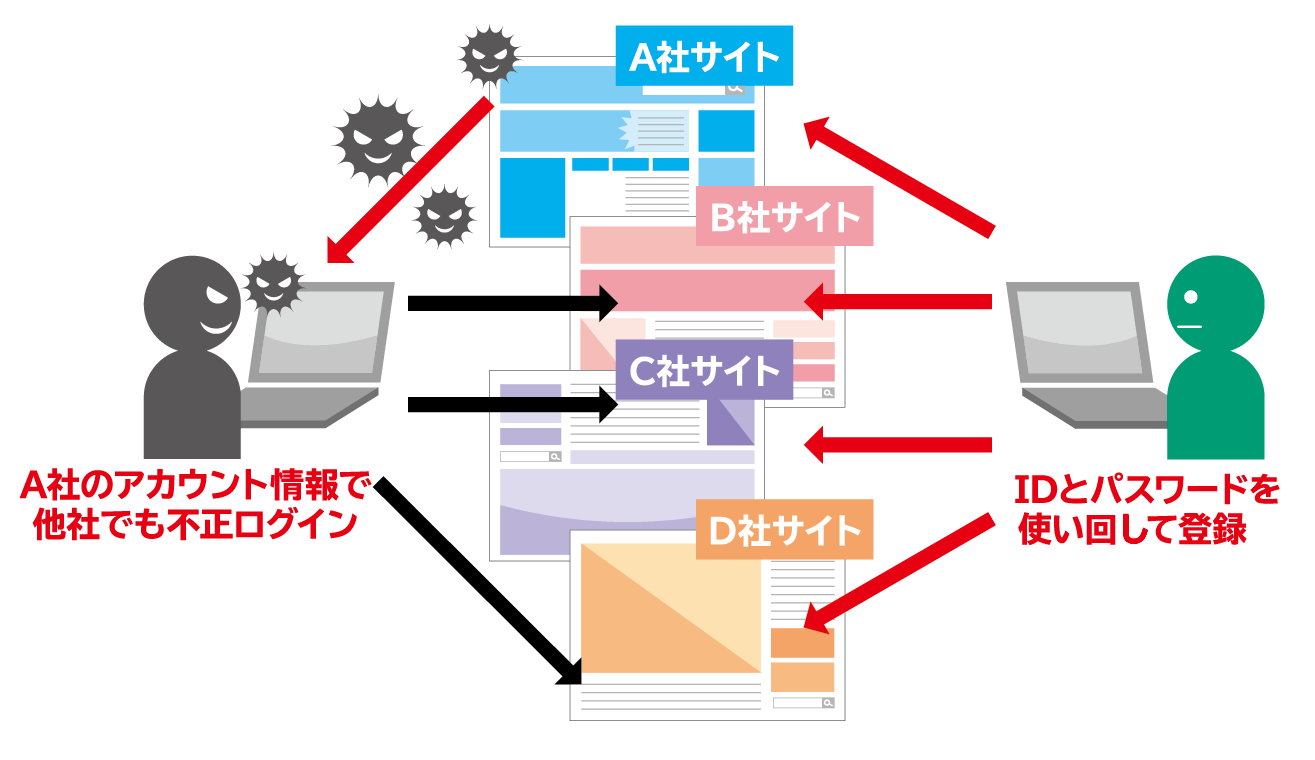 A社サイト
B社サイト
C社サイト
D社サイト
A社のアカウント情報で
他社でも不正ログイン
IDとパスワードを
使い回して登録